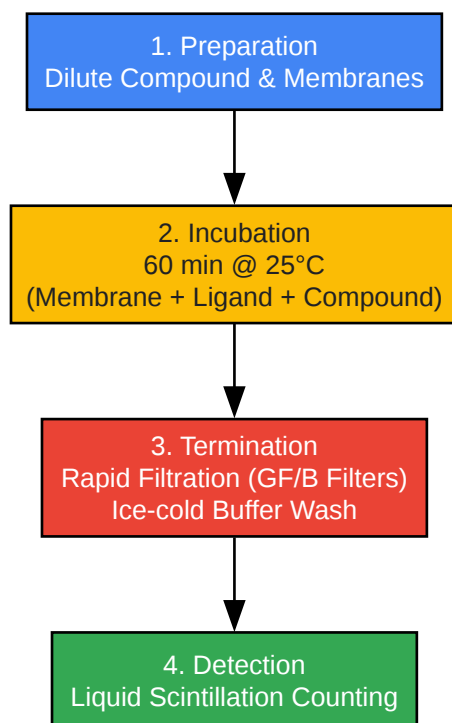 1. Preparation
Dilute Compound & Membranes
2. Incubation
60 min @ 25°C
(Membrane + Ligand + Compound)
3. Termination
Rapid Filtration (GF/B Filters)
Ice-cold Buffer Wash
4. Detection
Liquid Scintillation Counting